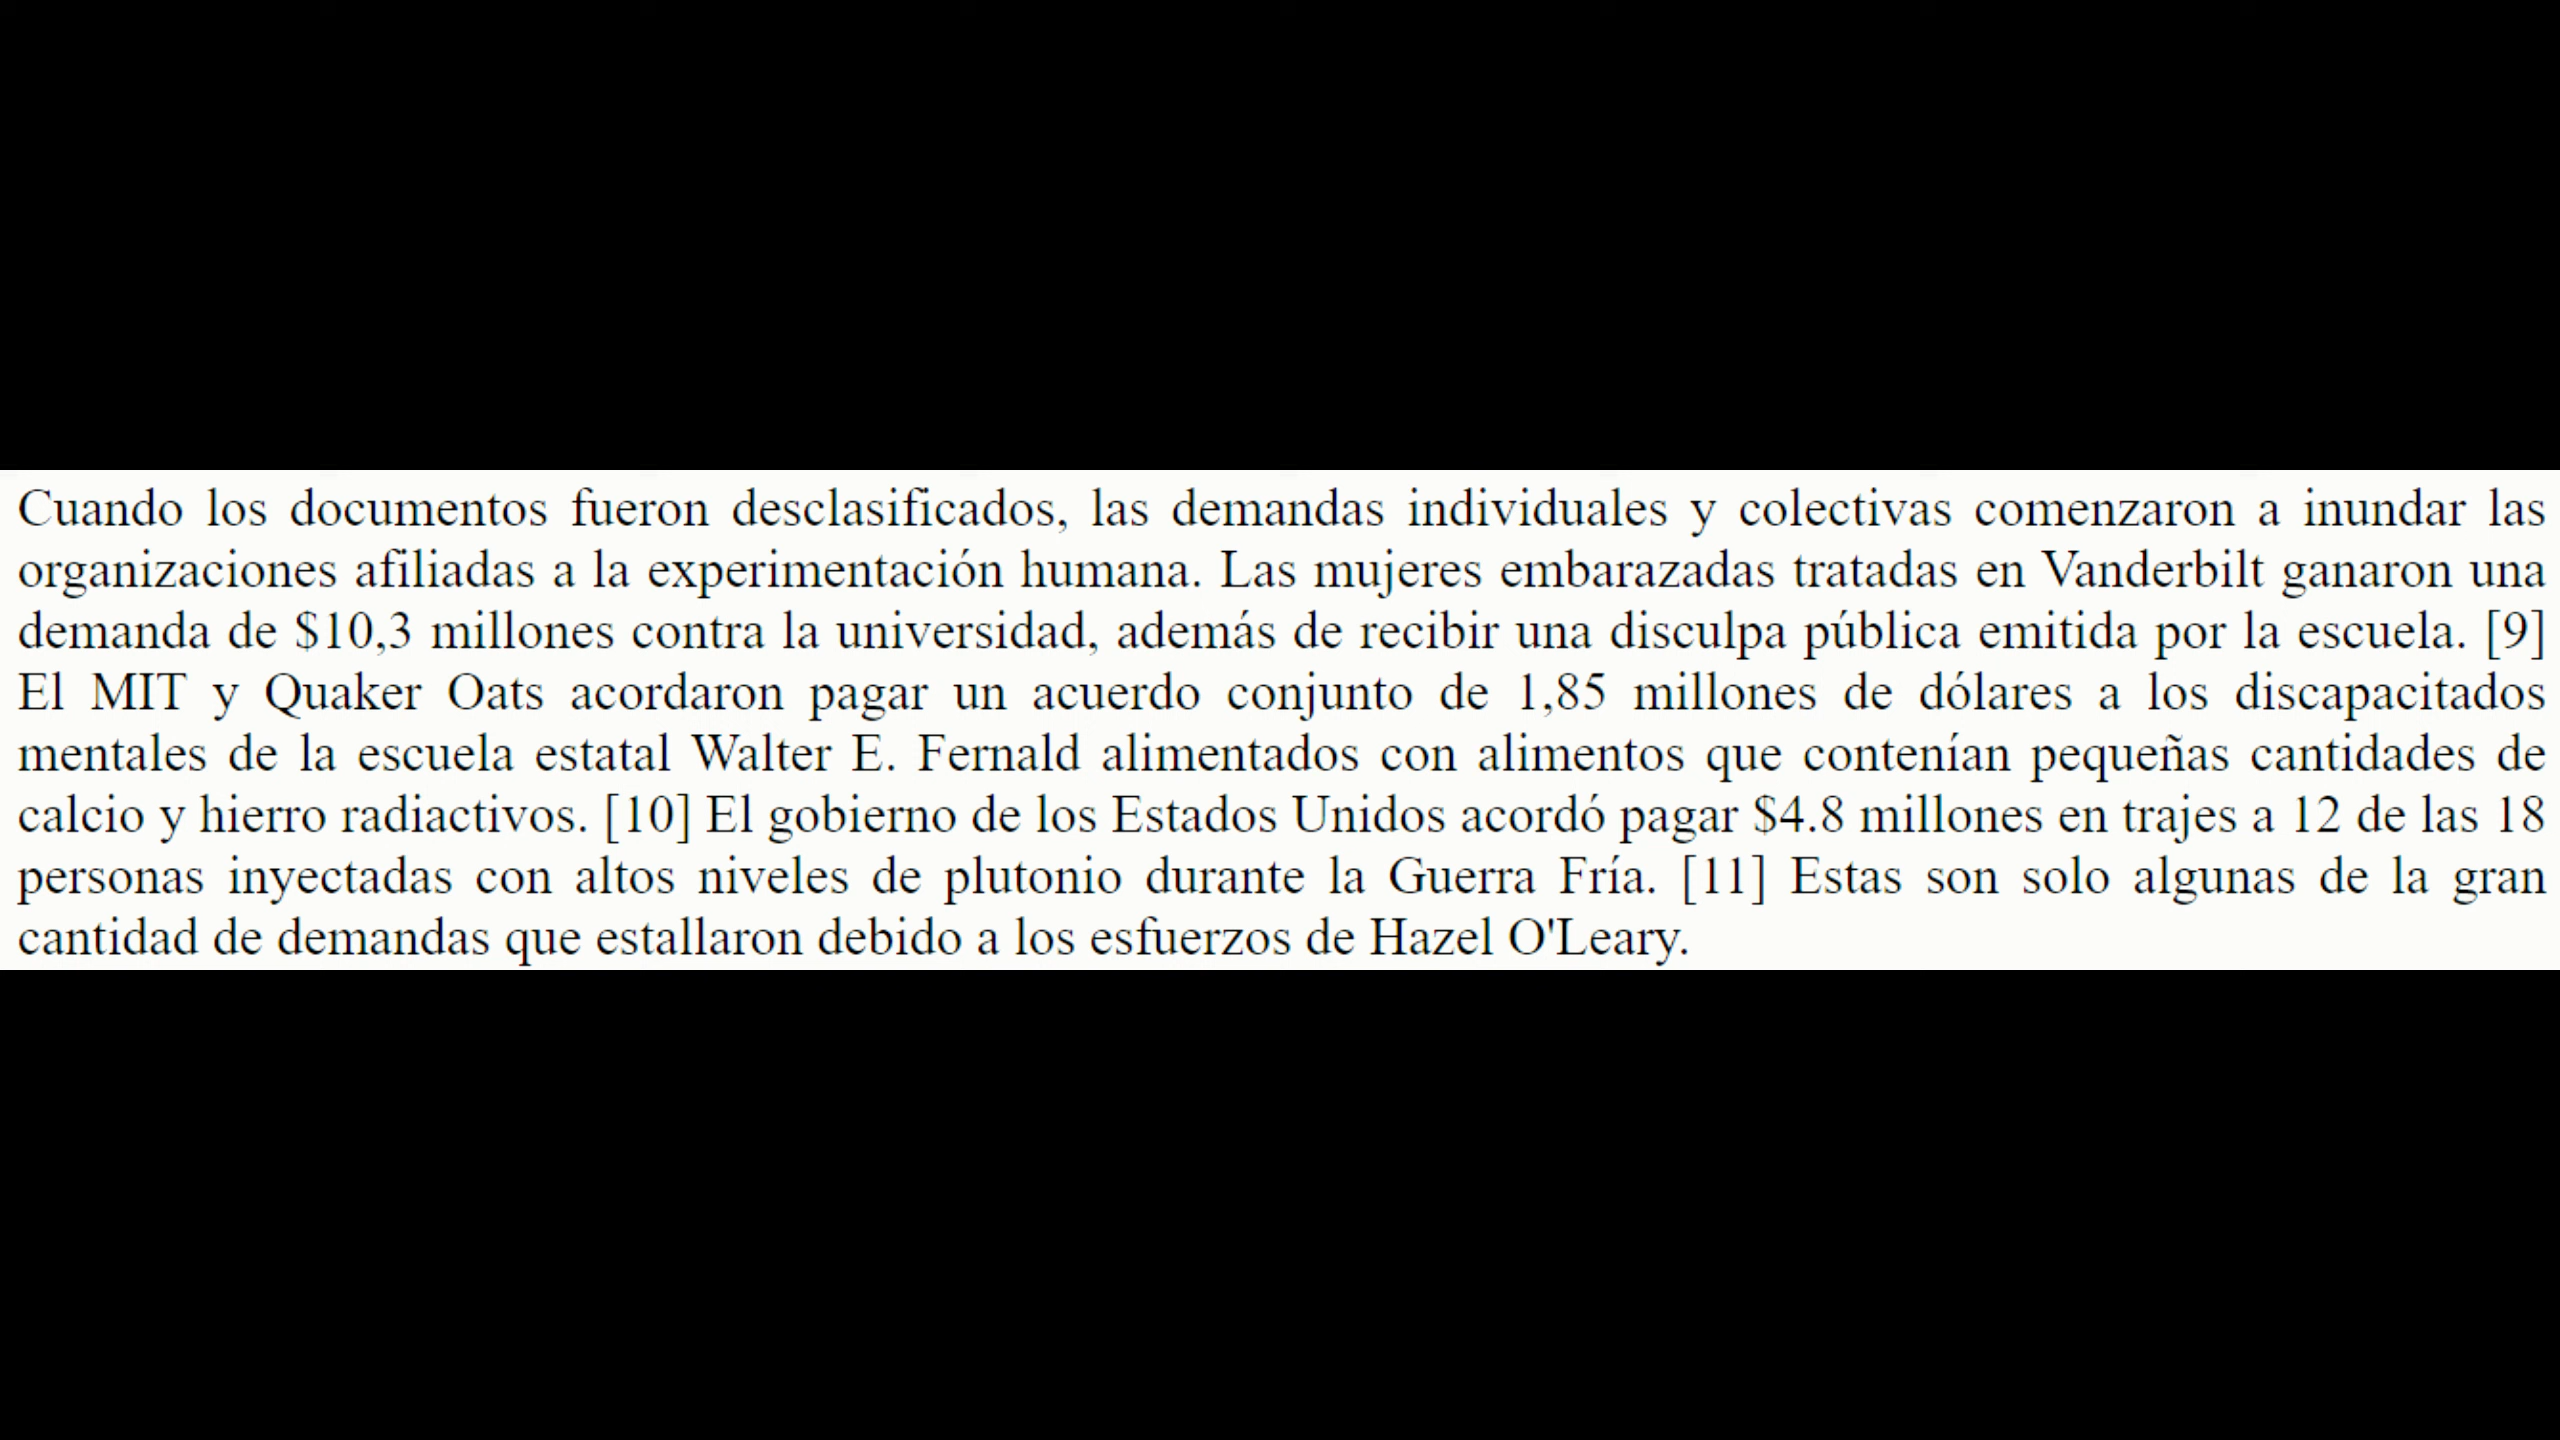 Cuando los documentos fueron desclasificados, las demandas individuales y colectivas comenzaron a inundar las
organizaciones afiliadas a la experimentación humana. Las mujeres embarazadas tratadas en Vanderbilt ganaron una
demanda de $10,3 millones contra la universidad, además de recibir una disculpa pública emitida por la escuela. [9]
El MIT y Quaker Oats acordaron pagar un acuerdo conjunto de 1,85 millones de dólares a los discapacitados
mentales de la escuela estatal Walter E. Fernald alimentados con alimentos que contenían pequeñas cantidades de
calcio y hierro radiactivos. [10] El gobierno de los Estados Unidos acordó pagar $4.8 millones en trajes a 12 de las 18
personas inyectadas con altos niveles de plutonio durante la Guerra Fría. [11] Estas son solo algunas de la gran
cantidad de demandas que estallaron debido a los esfuerzos de Hazel O'Leary.